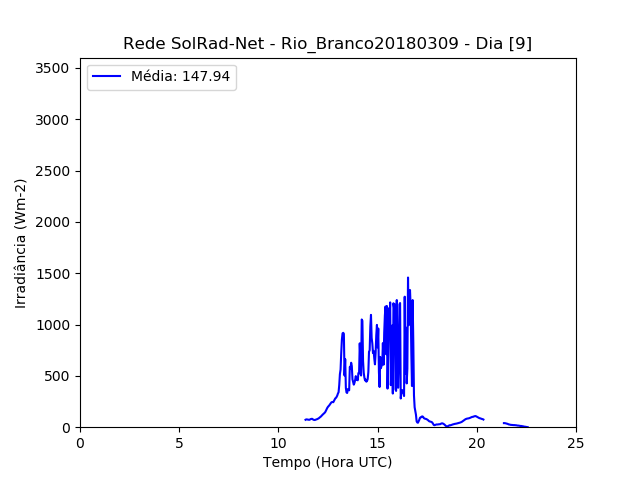 Rede SolRad-Net - Rio_Branco20180309 - Dia [9]
Média: 147.94
3500
3000
2500
2000
1500
1000
500
0
Irradiância (Wm-2)
0 5 10 15 20 25
Tempo (Hora UTC)